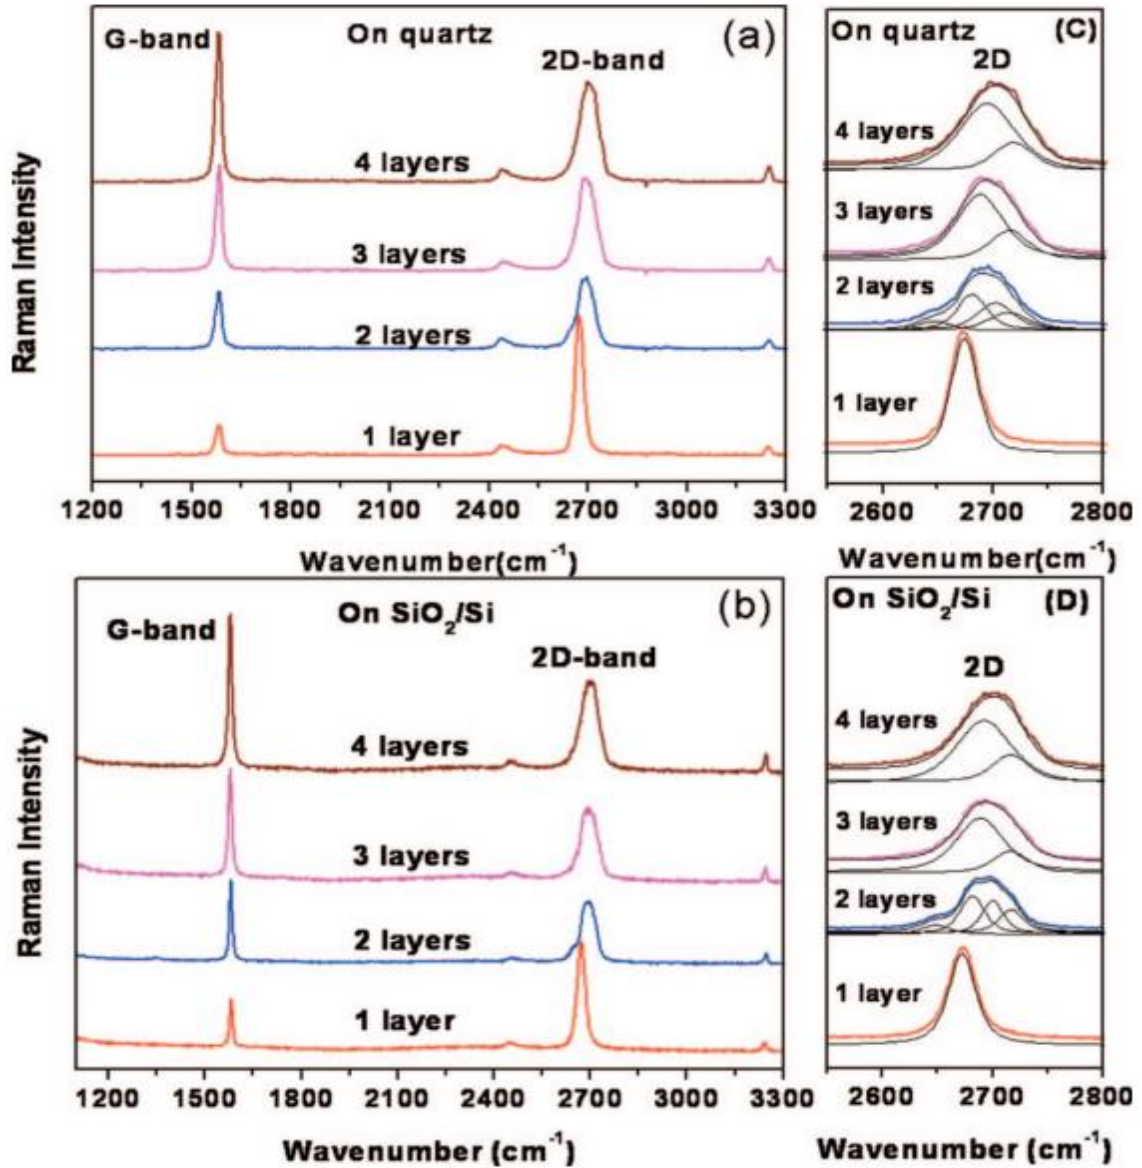 On quartz (a)
G-band
2D-band
4 layers
3 layers
2 layers
1 layer
Raman Intensity
1200 1500 1800 2100 2400 2700 3000 3300
Wavenumber(cm⁻¹)
On quartz (C)
2D
4 layers
3 layers
2 layers
1 layer
2600 2700 2800
Wavenumber(cm⁻¹)
On SiO₂/Si (b)
G-band
2D-band
4 layers
3 layers
2 layers
1 layer
Raman Intensity
1200 1500 1800 2100 2400 2700 3000 3300
Wavenumber (cm⁻¹)
On SiO₂/Si (D)
2D
4 layers
3 layers
2 layers
1 layer
2600 2700 2800
Wavenumber (cm⁻¹)